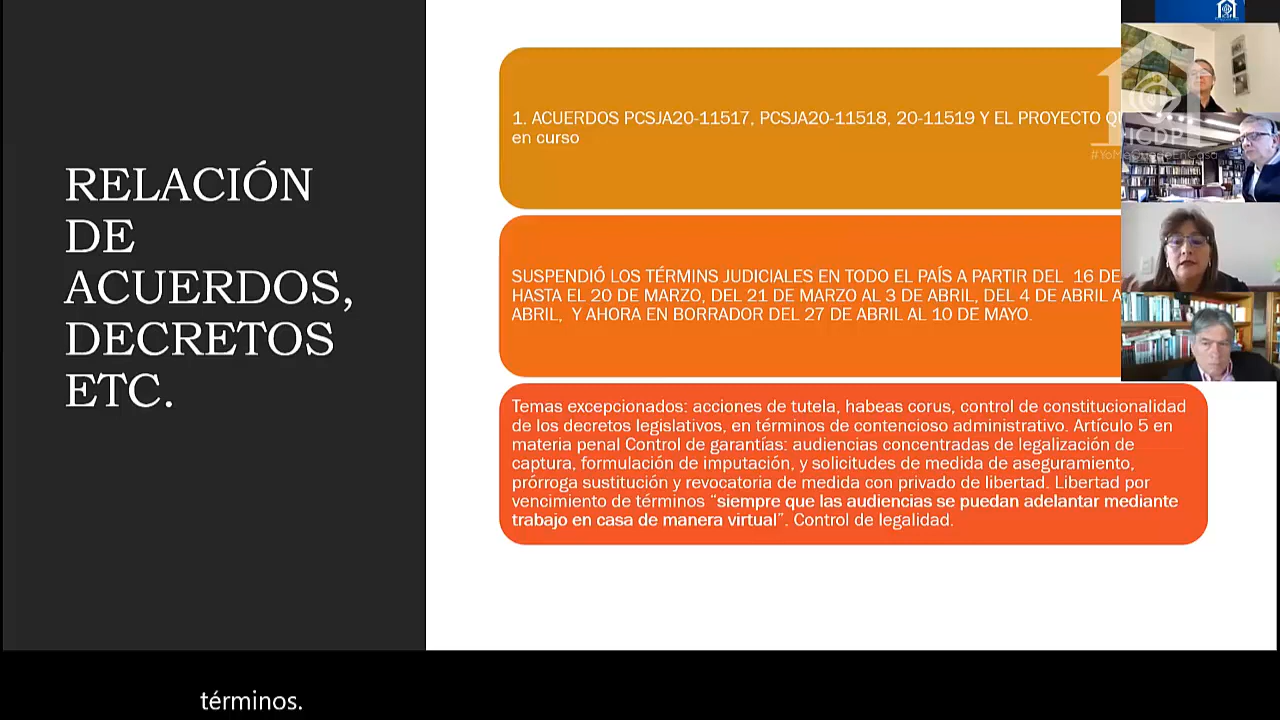 RELACIÓN
DE
ACUERDOS,
DECRETOS
ETC.
1. ACUERDOS PCSJA20-11517, PCSJA20-11518, 20-11519 Y EL PROYECTO
en curso
SUSPENDIÓ LOS TÉRMINS JUDICIALES EN TODO EL PAÍS A PARTIR DEL 16 DE
HASTA EL 20 DE MARZO, DEL 21 DE MARZO AL 3 DE ABRIL, DEL 4 DE ABRIL A
ABRIL, Y AHORA EN BORRADOR DEL 27 DE ABRIL AL 10 DE MAYO.
Temas excepcionados: acciones de tutela, habeas corus, control de constitucionalidad
de los decretos legislativos, en términos de contencioso administrativo. Artículo 5 en
materia penal Control de garantías: audiencias concentradas de legalización de
captura, formulación de imputación, y solicitudes de medida de aseguramiento,
prórroga sustitución y revocatoria de medida con privado de libertad. Libertad por
vencimiento de términos “siempre que las audiencias se puedan adelantar mediante
trabajo en casa de manera virtual”. Control de legalidad.
ICDP
#YoMeQuedoEnCasa
términos.